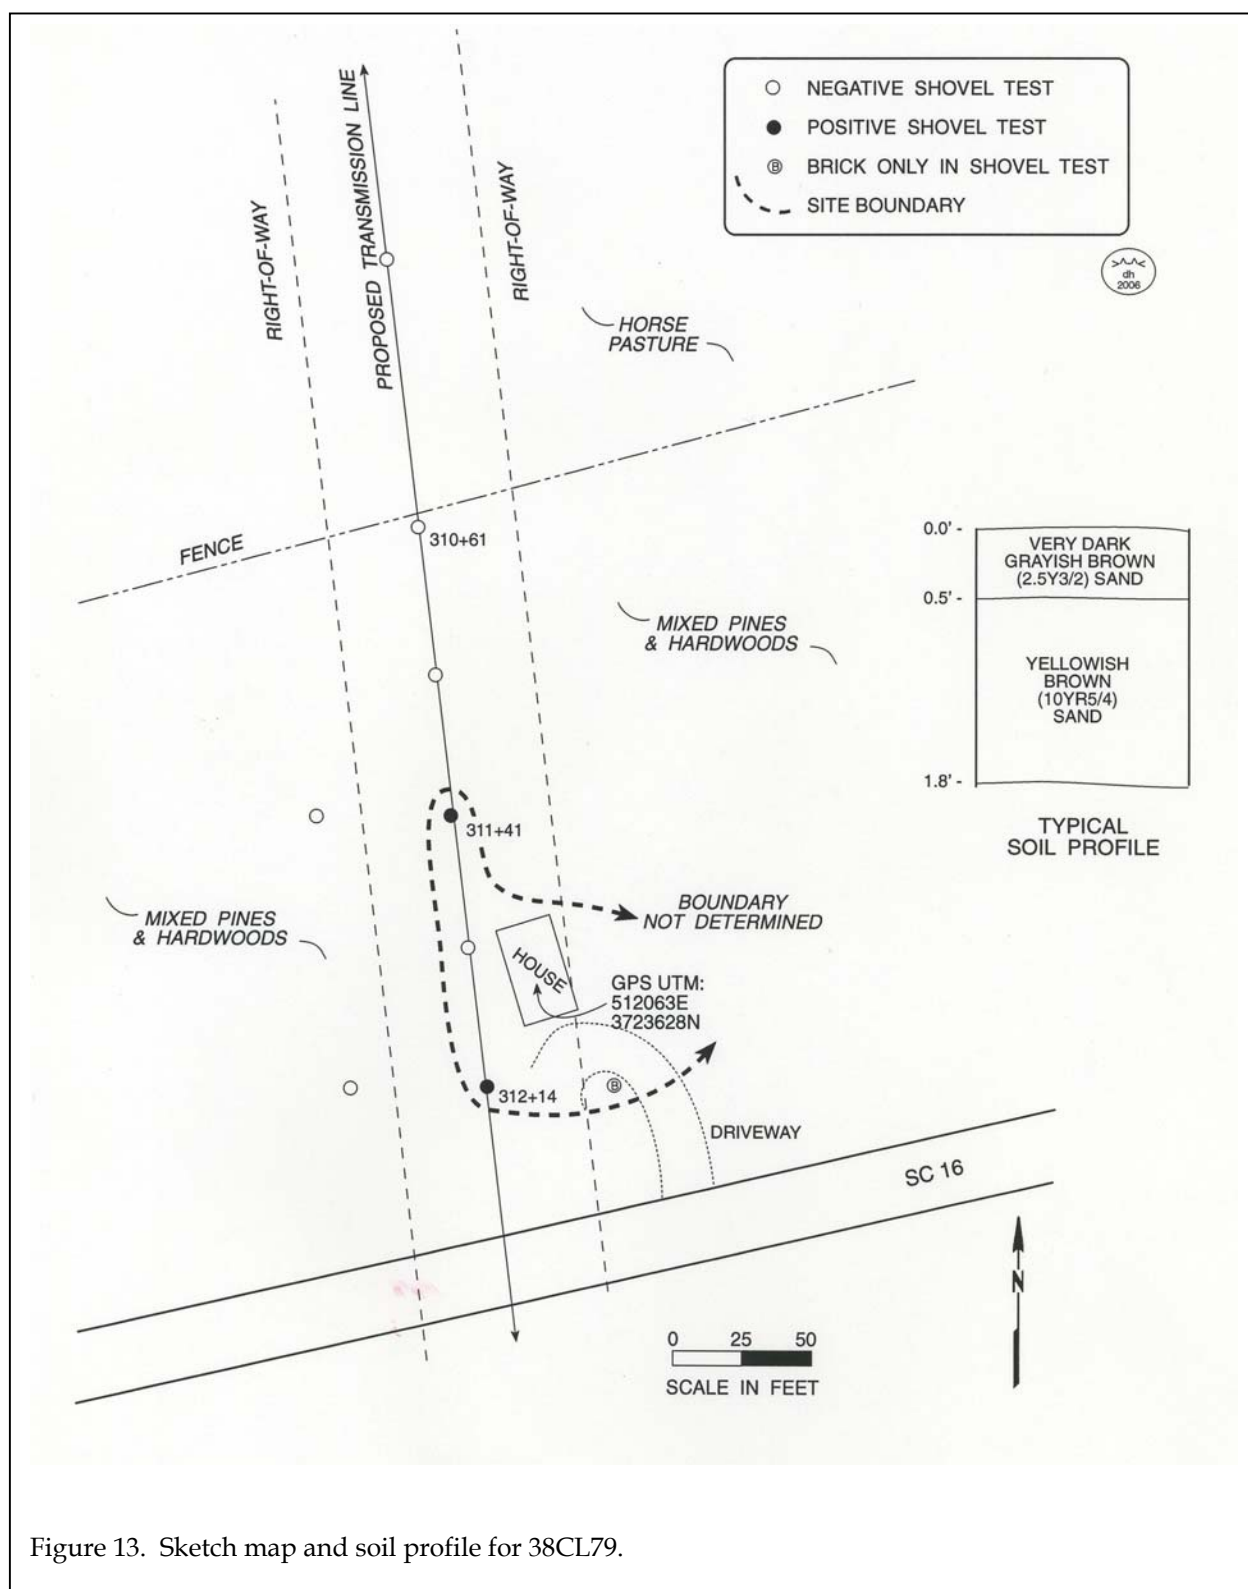 NEGATIVE SHOVEL TEST
POSITIVE SHOVEL TEST
B BRICK ONLY IN SHOVEL TEST
SITE BOUNDARY
dh
2006
RIGHT-OF-WAY
PROPOSED TRANSMISSION LINE
RIGHT-OF-WAY
HORSE
PASTURE
FENCE
310+61
MIXED PINES
& HARDWOODS
0.0' -
VERY DARK
GRAYISH BROWN
(2.5Y3/2) SAND
0.5' -
YELLOWISH
BROWN
(10YR5/4)
SAND
1.8' -
TYPICAL
SOIL PROFILE
311+41
BOUNDARY
NOT DETERMINED
MIXED PINES
& HARDWOODS
HOUSE
GPS UTM:
512063E
3723628N
B
312+14
DRIVEWAY
SC 16
N
0 25 50
SCALE IN FEET
Figure 13. Sketch map and soil profile for 38CL79.